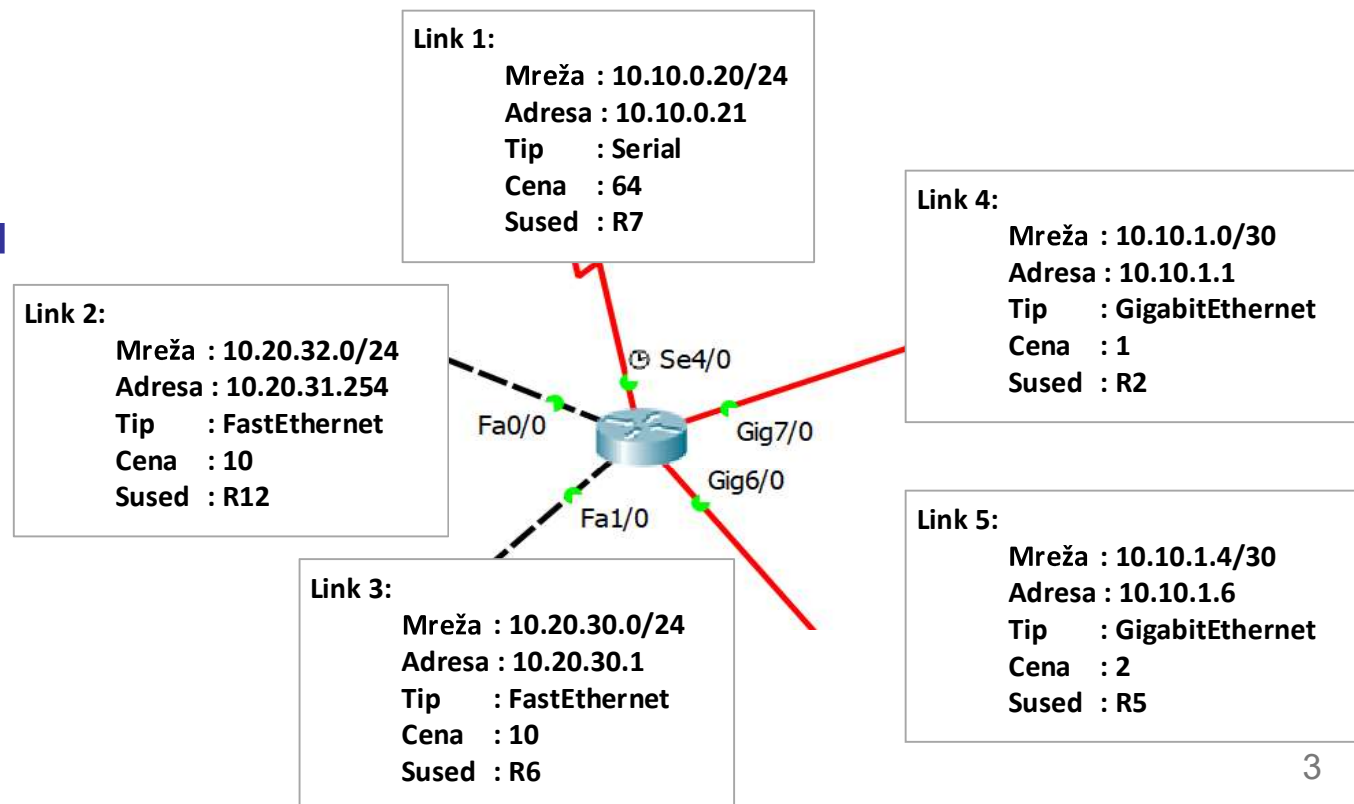 Link 1:
Mreža : 10.10.0.20/24
Adresa : 10.10.0.21
Tip : Serial
Cena : 64
Sused : R7
Link 4:
Mreža : 10.10.1.0/30
Adresa : 10.10.1.1
Tip : GigabitEthernet
Cena : 1
Sused : R2
Link 2:
Mreža : 10.20.32.0/24
Adresa : 10.20.31.254
Tip : FastEthernet
Cena : 10
Sused : R12
Se4/0
Fa0/0
Gig7/0
Gig6/0
Fa1/0
Link 5:
Mreža : 10.10.1.4/30
Adresa : 10.10.1.6
Tip : GigabitEthernet
Cena : 2
Sused : R5
Link 3:
Mreža : 10.20.30.0/24
Adresa : 10.20.30.1
Tip : FastEthernet
Cena : 10
Sused : R6
3